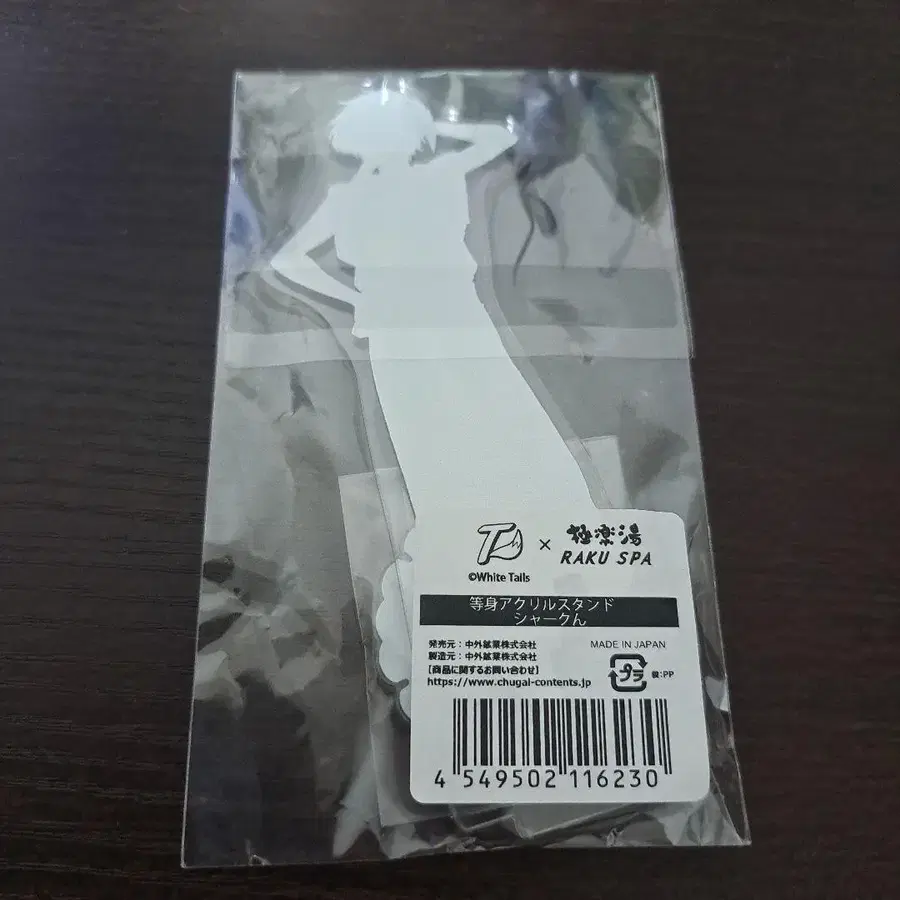 TD × 極楽湯
RAKU SPA
©White Tails
等身アクリルスタンド
シャークん
発売元:中外鉱業株式会社
製造元:中外鉱業株式会社
【商品に関するお問い合わせ】
https://www.chugai-contents.jp
MADE IN JAPAN
プラ
袋:PP
4 549502 116230